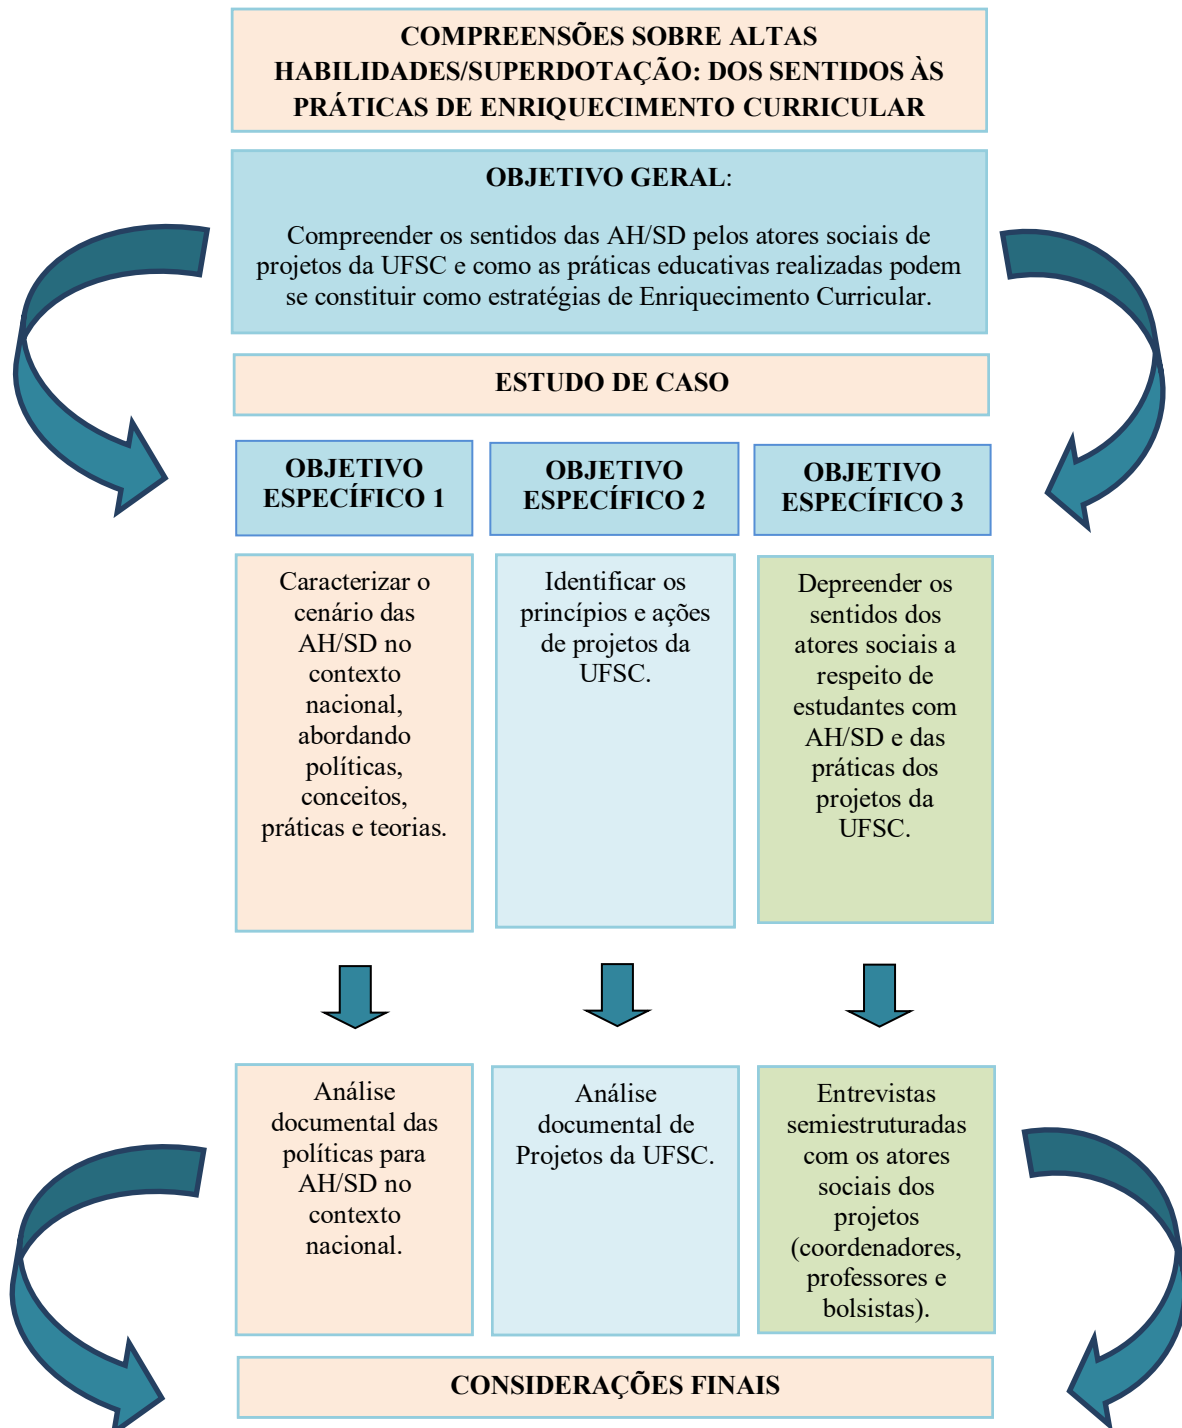 COMPREENSÕES SOBRE ALTAS
HABILIDADES/SUPERDOTAÇÃO: DOS SENTIDOS ÀS
PRÁTICAS DE ENRIQUECIMENTO CURRICULAR
OBJETIVO GERAL:
Compreender os sentidos das AH/SD pelos atores sociais de
projetos da UFSC e como as práticas educativas realizadas podem
se constituir como estratégias de Enriquecimento Curricular.
ESTUDO DE CASO
OBJETIVO
ESPECÍFICO 1
OBJETIVO
ESPECÍFICO 2
OBJETIVO
ESPECÍFICO 3
Caracterizar o
cenário das
AH/SD no
contexto
nacional,
abordando
políticas,
conceitos,
práticas e teorias.
Identificar os
princípios e ações
de projetos da
UFSC.
Depreender os
sentidos dos
atores sociais a
respeito de
estudantes com
AH/SD e das
práticas dos
projetos da
UFSC.
Análise
documental das
políticas para
AH/SD no
contexto
nacional.
Análise
documental de
Projetos da UFSC.
Entrevistas
semiestruturadas
com os atores
sociais dos
projetos
(coordenadores,
professores e
bolsistas).
CONSIDERAÇÕES FINAIS